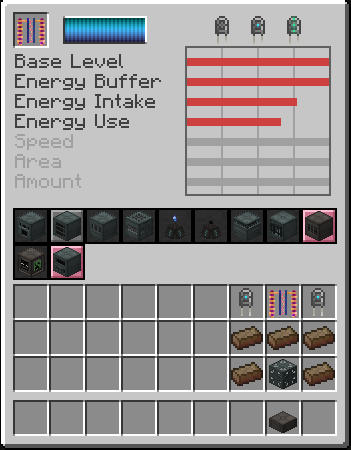 Base Level
Energy Buffer
Energy Intake
Energy Use
Speed
Area
Amount